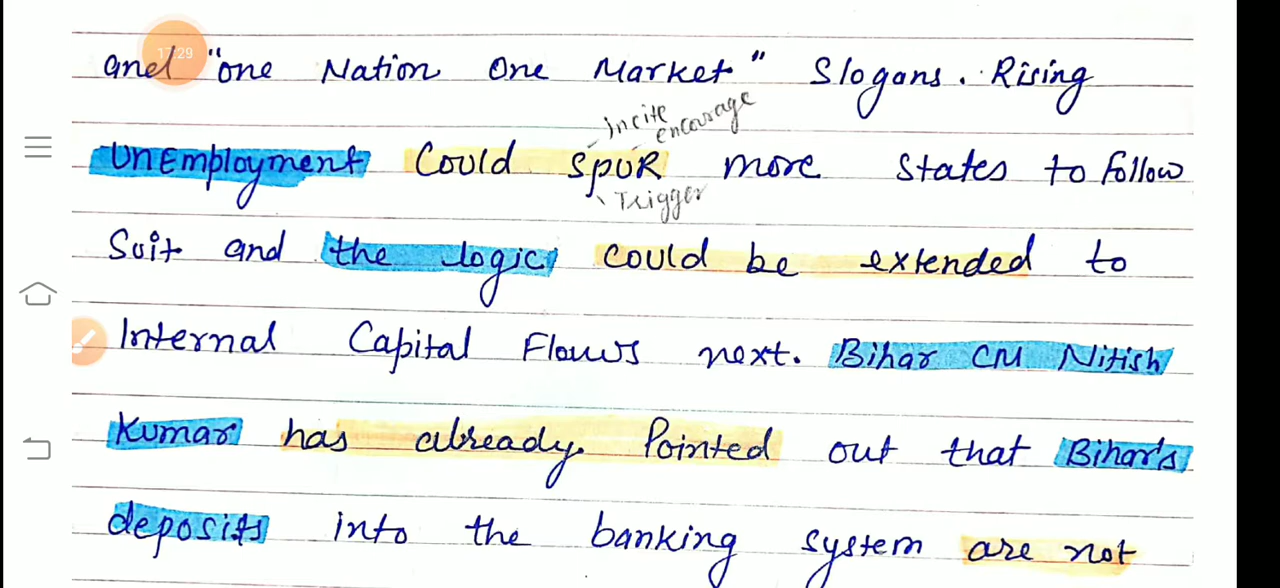 17:29
and "one Nation One Market" Slogans. Rising
incite
encourage
UnEmployment Could SpUR more States to follow
Trigger
Suit and the logic could be extended to
Internal Capital Flows next. Bihar CM Nitish
Kumar has already Pointed out that Bihar's
deposits into the banking system are not